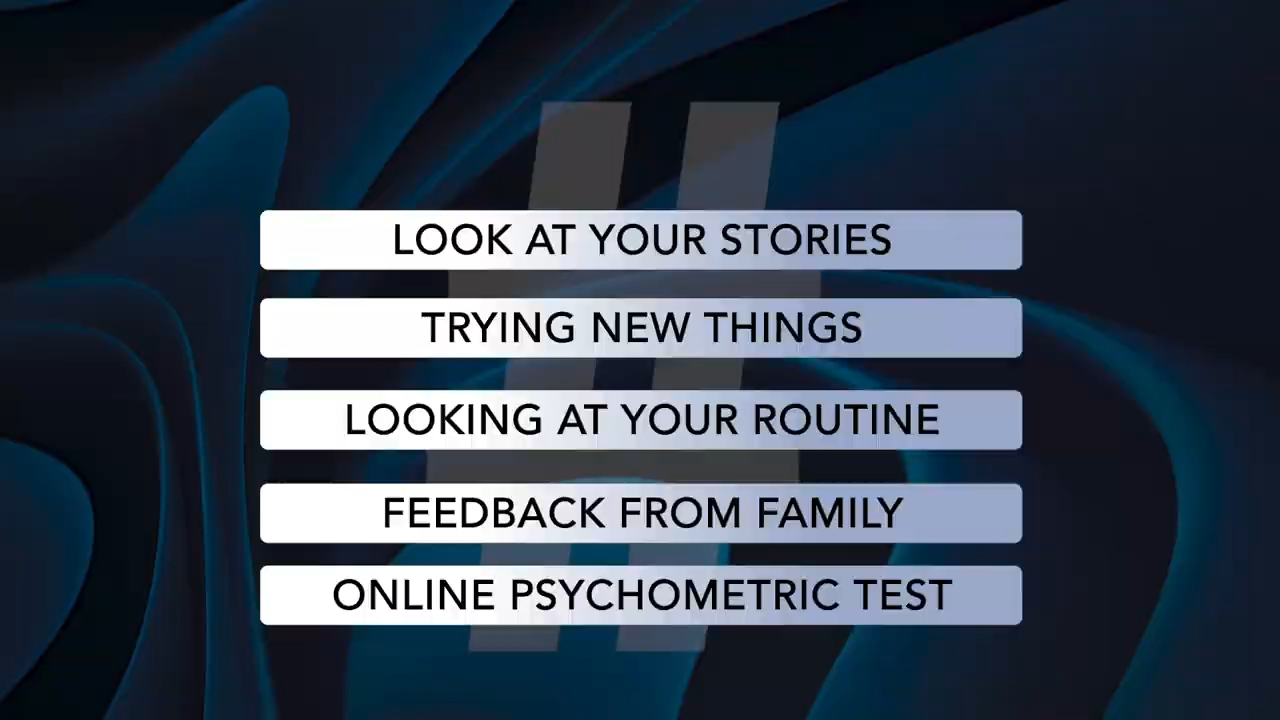 LOOK AT YOUR STORIES
TRYING NEW THINGS
LOOKING AT YOUR ROUTINE
FEEDBACK FROM FAMILY
ONLINE PSYCHOMETRIC TEST